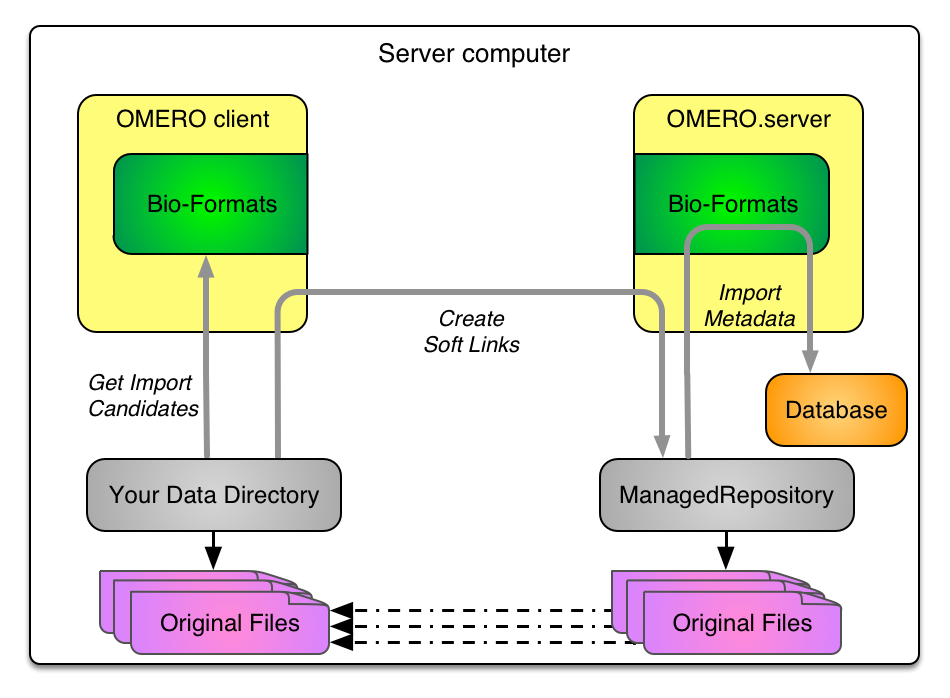 Server computer
OMERO client
OMERO.server
Bio-Formats
Bio-Formats
Import
Metadata
Create
Soft Links
Get Import
Candidates
Database
Your Data Directory
ManagedRepository
Original Files
Original Files